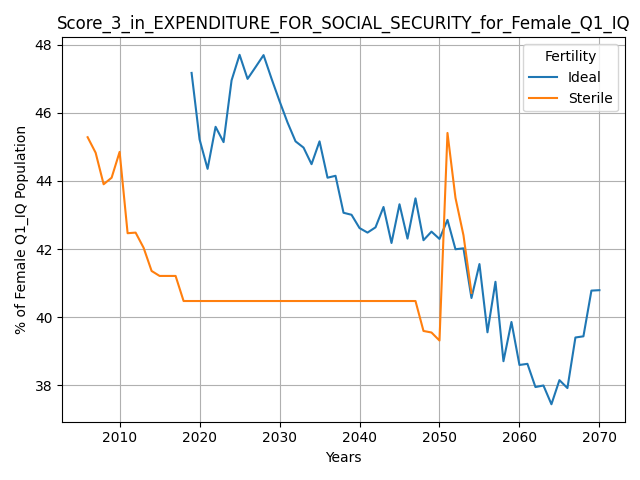 Score_3_in_EXPENDITURE_FOR_SOCIAL_SECURITY_for_Female_Q1_IQ
Fertility
Ideal
Sterile
% of Female Q1_IQ Population
48
46
44
42
40
38
2010 2020 2030 2040 2050 2060 2070
Years